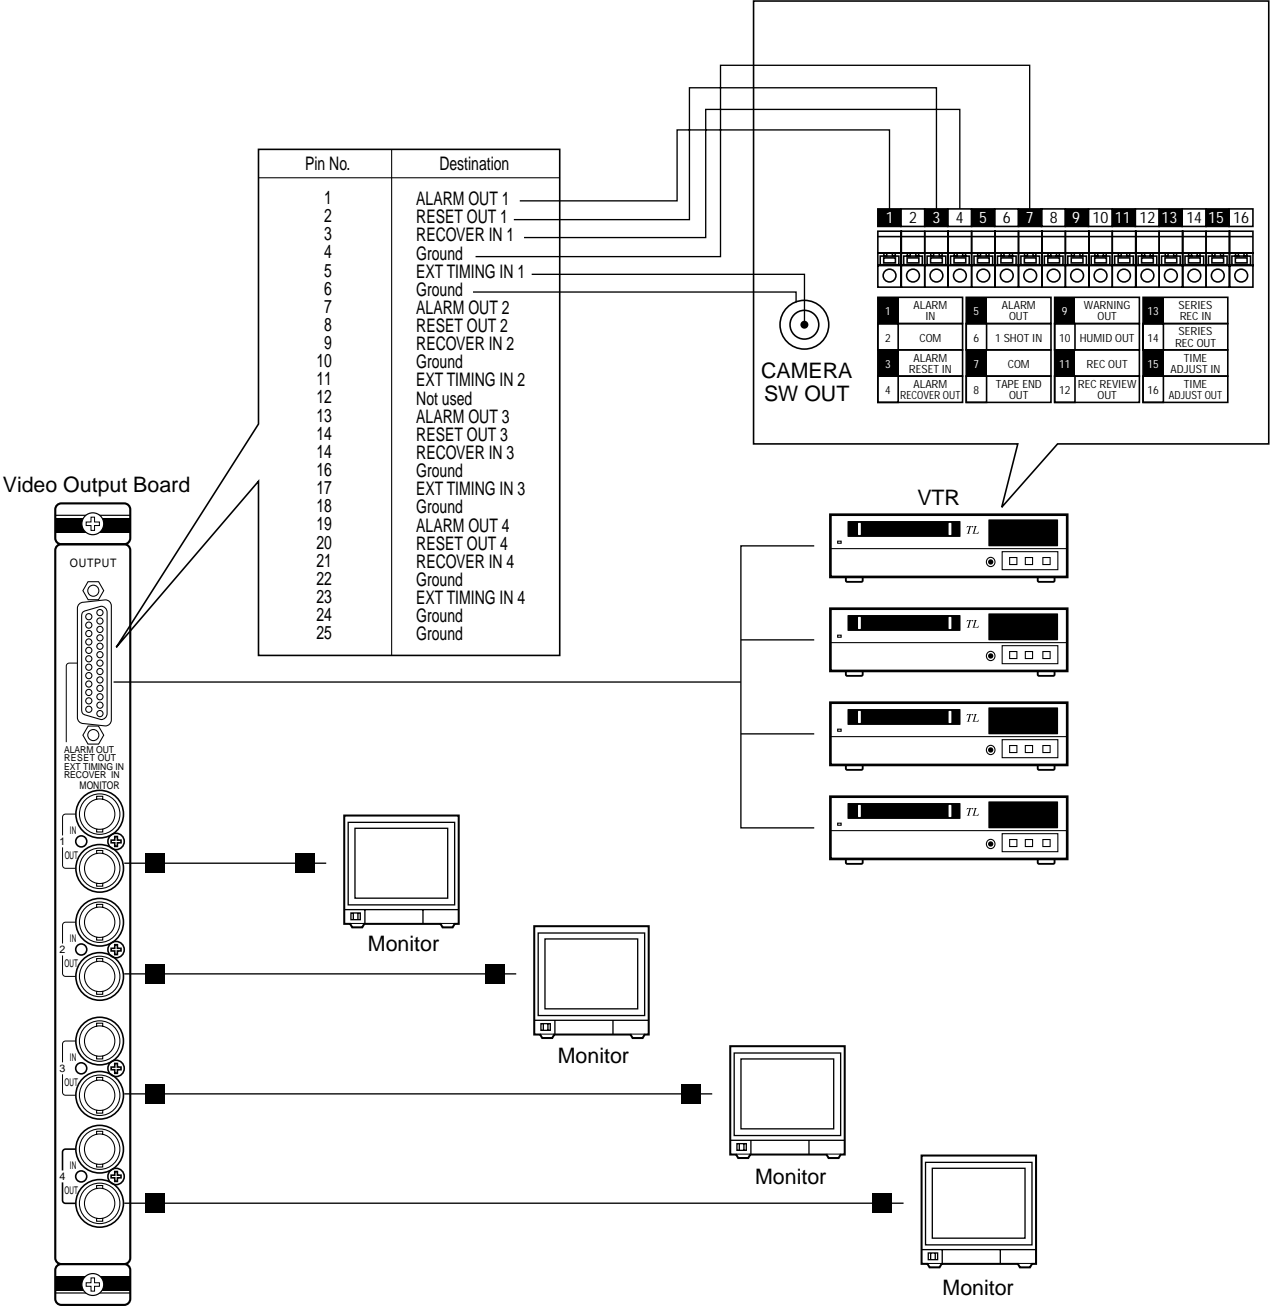 Pin No. Destination
1 ALARM OUT 1
2 RESET OUT 1
3 RECOVER IN 1
4 Ground
5 EXT TIMING IN 1
6 Ground
7 ALARM OUT 2
8 RESET OUT 2
9 RECOVER IN 2
10 Ground
11 EXT TIMING IN 2
12 Not used
13 ALARM OUT 3
14 RESET OUT 3
14 RECOVER IN 3
16 Ground
17 EXT TIMING IN 3
18 Ground
19 ALARM OUT 4
20 RESET OUT 4
21 RECOVER IN 4
22 Ground
23 EXT TIMING IN 4
24 Ground
25 Ground
1 2 3 4 5 6 7 8 9 10 11 12 13 14 15 16
1 ALARM IN
2 COM
3 ALARM RESET IN
4 ALARM RECOVER OUT
5 ALARM OUT
6 1 SHOT IN
7 COM
8 TAPE END OUT
9 WARNING OUT
10 HUMID OUT
11 REC OUT
12 REC REVIEW OUT
13 SERIES REC IN
14 SERIES REC OUT
15 TIME ADJUST IN
16 TIME ADJUST OUT
CAMERA
SW OUT
VTR
TL
TL
TL
TL
Video Output Board
OUTPUT
ALARM OUT
RESET OUT
EXT TIMING IN
RECOVER IN
MONITOR
IN
1
OUT
IN
2
OUT
IN
3
OUT
IN
4
OUT
Monitor
Monitor
Monitor
Monitor